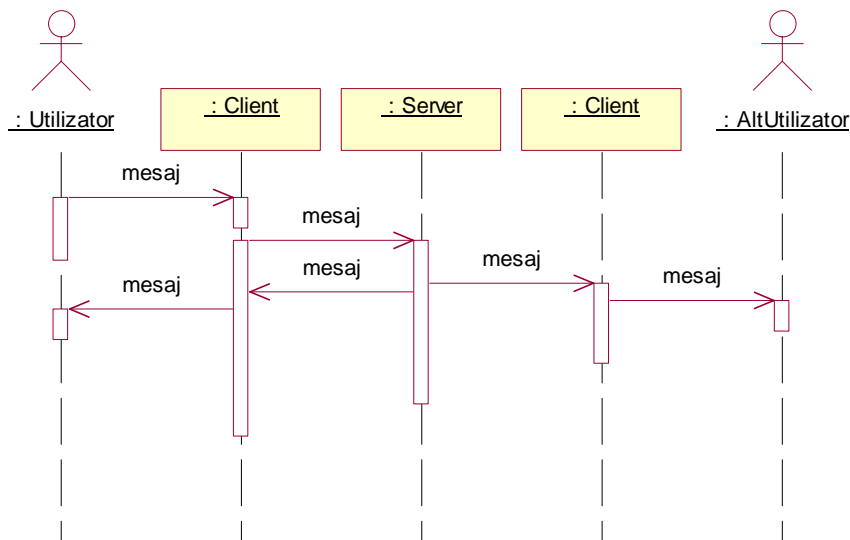 : Utilizator
: Client
: Server
: Client
: AltUtilizator
mesaj
mesaj
mesaj
mesaj
mesaj
mesaj